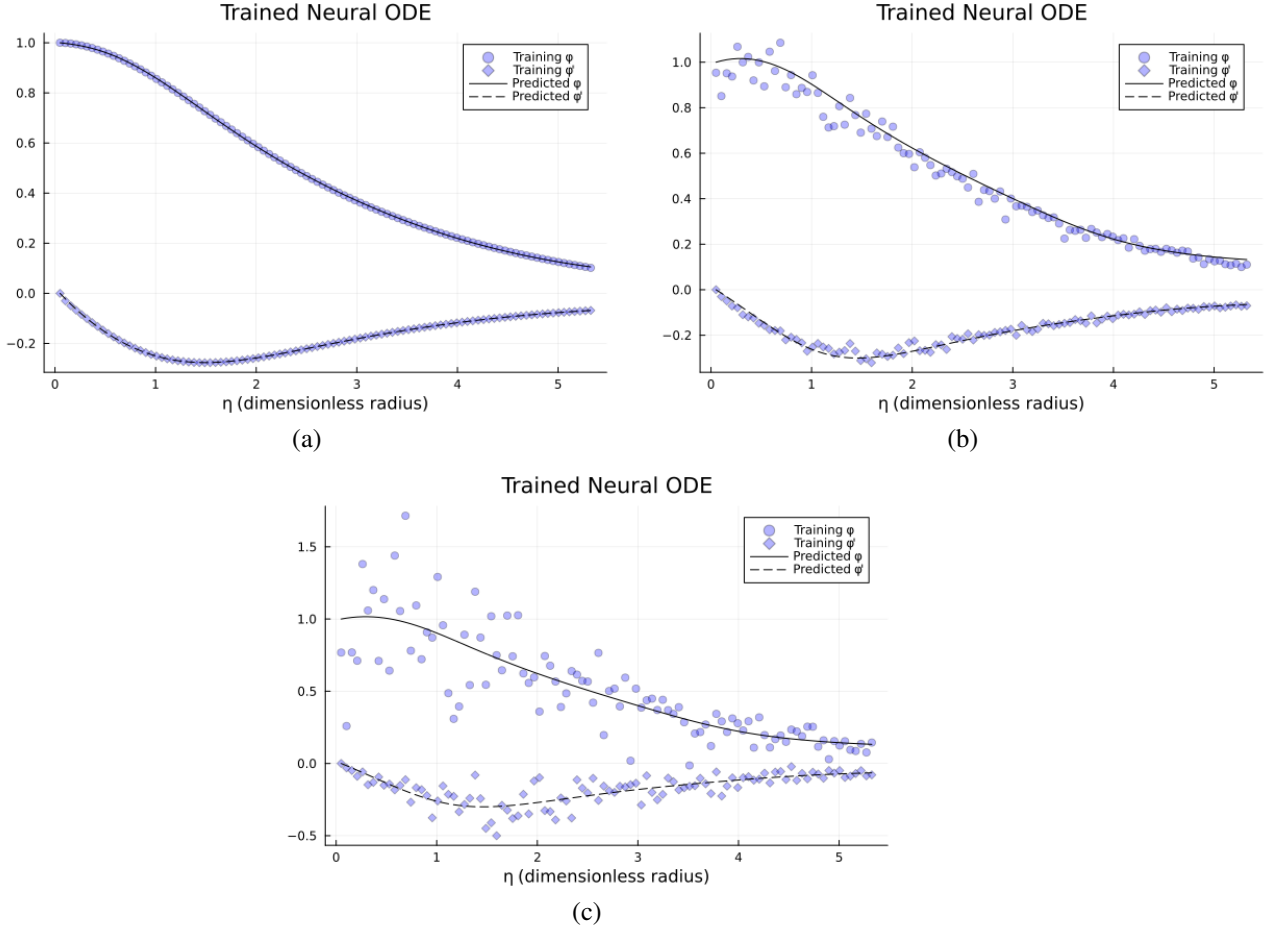 Trained Neural ODE
1.0
0.8
0.6
0.4
0.2
0.0
−0.2
Training φ
Training φ'
Predicted φ
Predicted φ'
0 1 2 3 4 5
η (dimensionless radius)
(a)
Trained Neural ODE
1.0
0.8
0.6
0.4
0.2
0.0
−0.2
Training φ
Training φ'
Predicted φ
Predicted φ'
0 1 2 3 4 5
η (dimensionless radius)
(b)
Trained Neural ODE
1.5
1.0
0.5
0.0
−0.5
Training φ
Training φ'
Predicted φ
Predicted φ'
0 1 2 3 4 5
η (dimensionless radius)
(c)